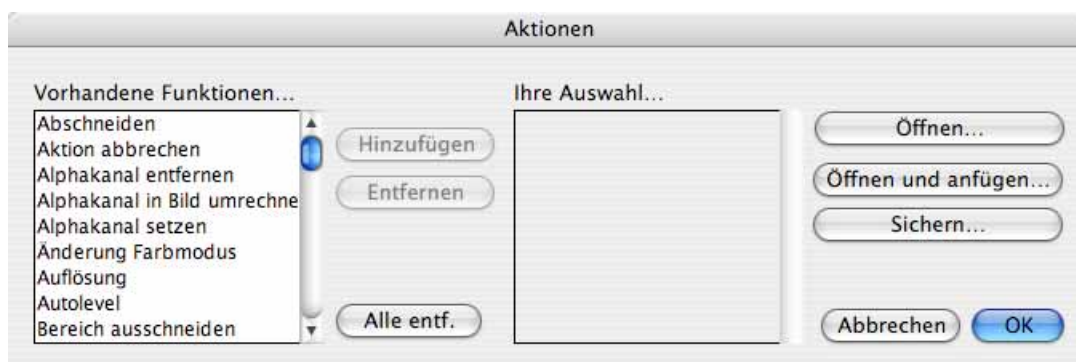 Aktionen
Vorhandene Funktionen...
Abschneiden
Aktion abbrechen
Alphakanal entfernen
Alphakanal in Bild umrechne
Alphakanal setzen
Änderung Farbmodus
Auflösung
Autolevel
Bereich ausschneiden
Hinzufügen
Entfernen
Alle entf.
Ihre Auswahl...
Öffnen...
Öffnen und anfügen...
Sichern...
Abbrechen
OK